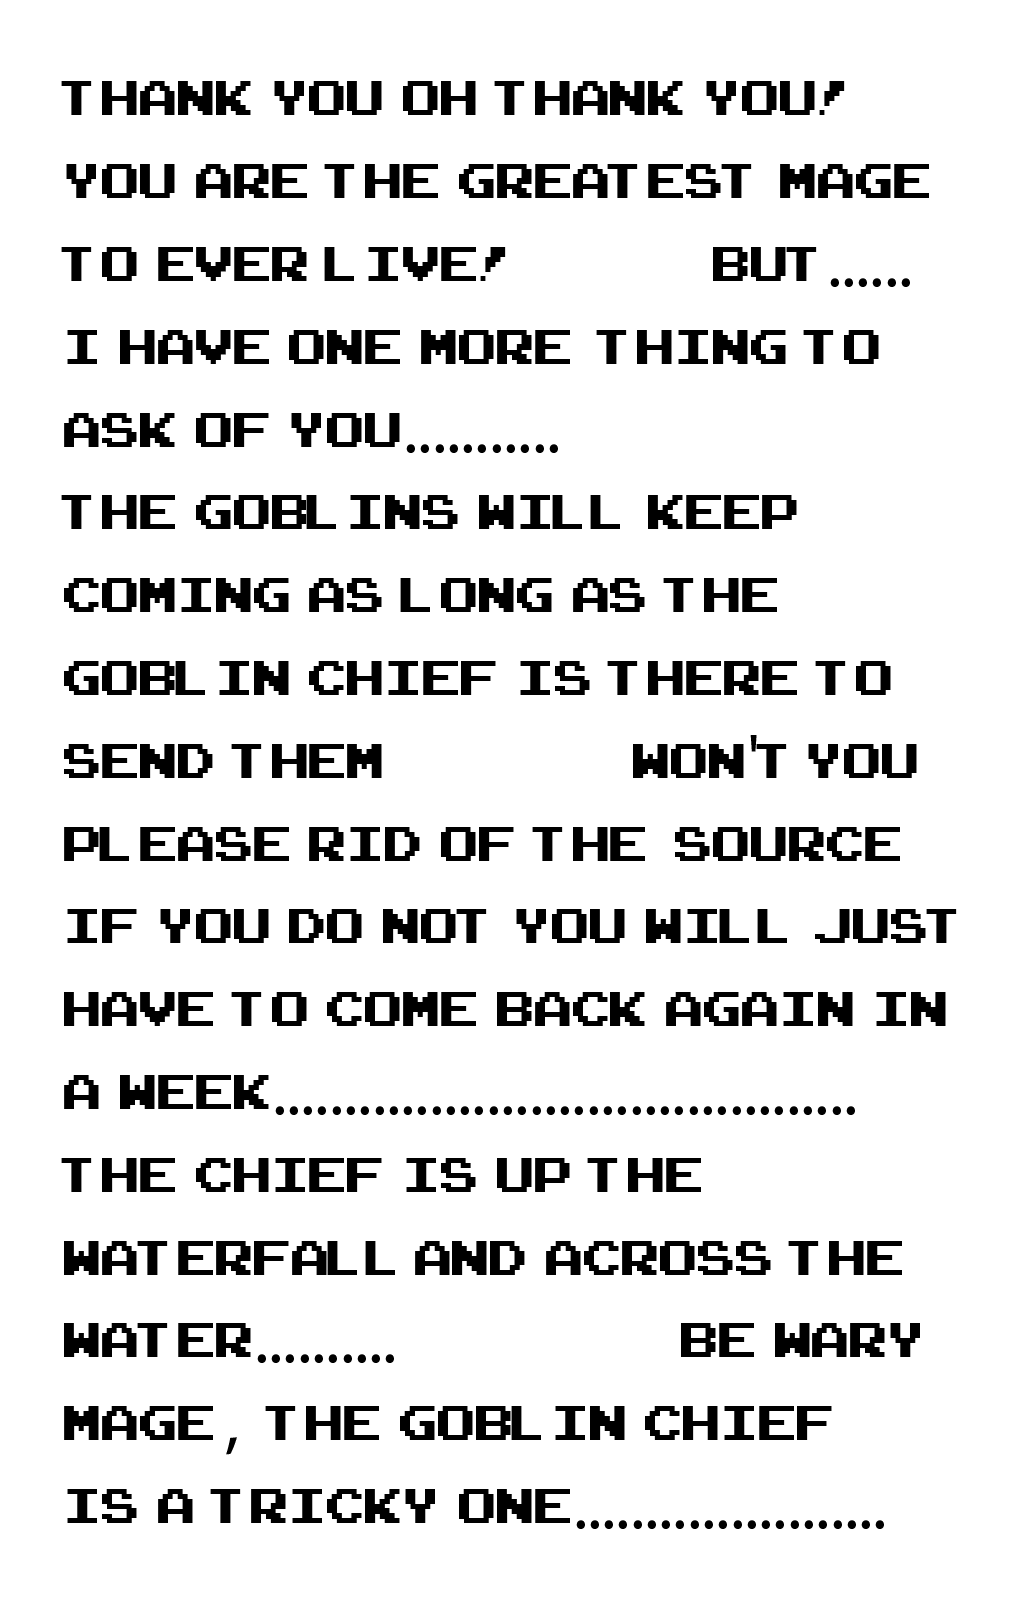 THANK YOU OH THANK YOU!
YOU ARE THE GREATEST MAGE
TO EVER LIVE! BUT......
I HAVE ONE MORE THING TO
ASK OF YOU...........
THE GOBLINS WILL KEEP
COMING AS LONG AS THE
GOBLIN CHIEF IS THERE TO
SEND THEM WON'T YOU
PLEASE RID OF THE SOURCE
IF YOU DO NOT YOU WILL JUST
HAVE TO COME BACK AGAIN IN
A WEEK.........................................
THE CHIEF IS UP THE
WATERFALL AND ACROSS THE
WATER.......... BE WARY
MAGE, THE GOBLIN CHIEF
IS A TRICKY ONE......................